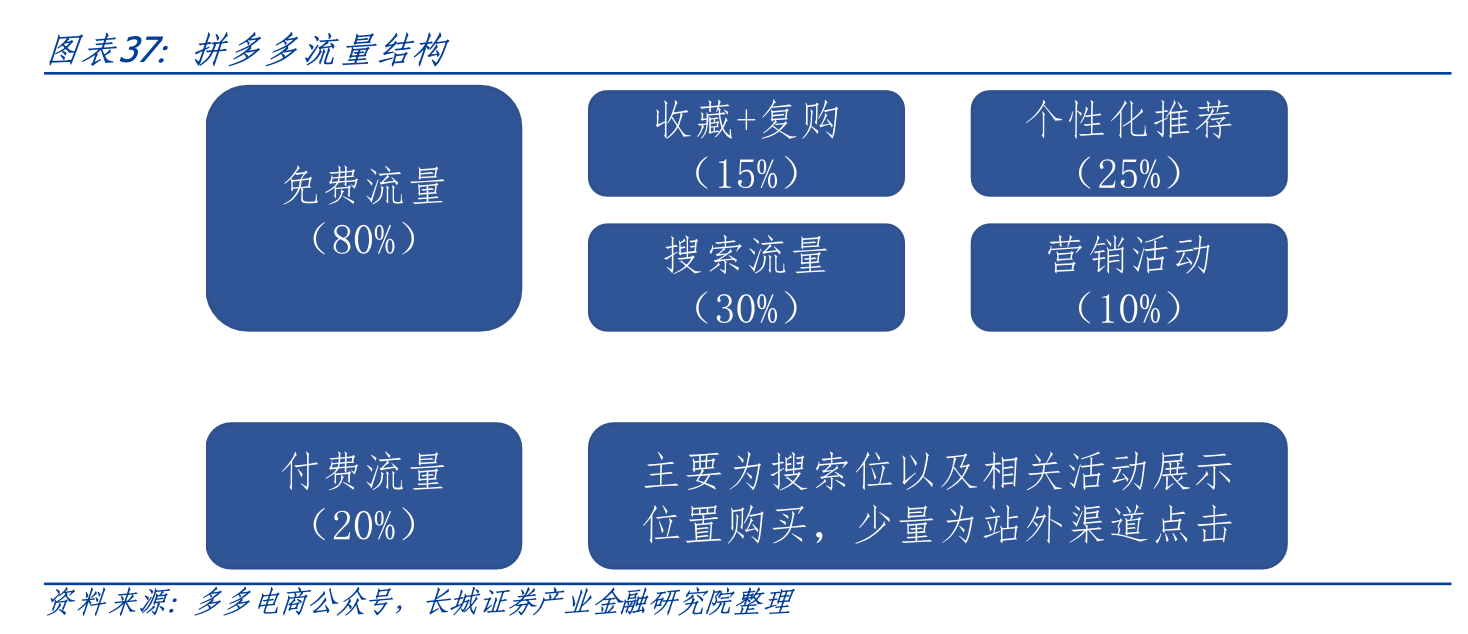 图表37：拼多多流量结构
免费流量
（80%）
收藏+复购
（15%）
个性化推荐
（25%）
搜索流量
（30%）
营销活动
（10%）
付费流量
（20%）
主要为搜索位以及相关活动展示
位置购买，少量为站外渠道点击
资料来源：多多电商公众号，长城证券产业金融研究院整理